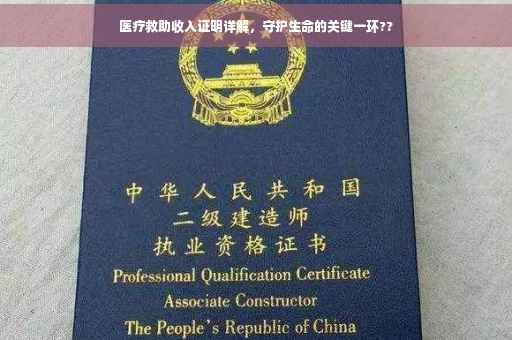 医疗救助收入证明详解，守护生命的关键一环??
中华人民共和国
二级建造师
执业资格证书
Professional Qualification Certificate
Associate Constructor
The People's Republic of China